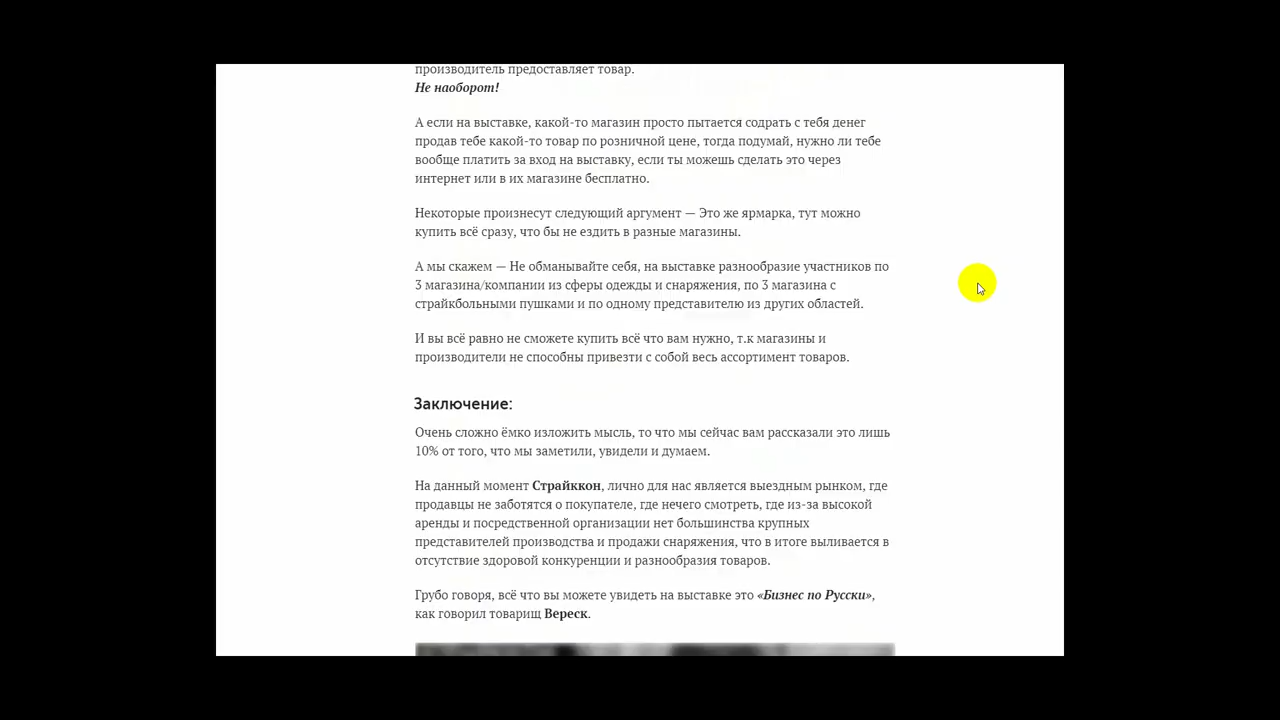 производитель предоставляет товар.
Не наоборот!
А если на выставке, какой-то магазин просто пытается содрать с тебя денег
продав тебе какой-то товар по розничной цене, тогда подумай, нужно ли тебе
вообще платить за вход на выставку, если ты можешь сделать это через
интернет или в их магазине бесплатно.
Некоторые произнесут следующий аргумент — Это же ярмарка, тут можно
купить всё сразу, что бы не ездить в разные магазины.
А мы скажем — Не обманывайте себя, на выставке разнообразие участников по
3 магазина/компании из сферы одежды и снаряжения, по 3 магазина с
страйкбольными пушками и по одному представителю из других областей.
И вы всё равно не сможете купить всё что вам нужно, т.к магазины и
производители не способны привезти с собой весь ассортимент товаров.
Заключение:
Очень сложно ёмко изложить мысль, то что мы сейчас вам рассказали это лишь
10% от того, что мы заметили, увидели и думаем.
На данный момент Страйккон, лично для нас является выездным рынком, где
продавцы не заботятся о покупателе, где нечего смотреть, где из-за высокой
аренды и посредственной организации нет большинства крупных
представителей производства и продажи снаряжения, что в итоге выливается в
отсутствие здоровой конкуренции и разнообразия товаров.
Грубо говоря, всё что вы можете увидеть на выставке это «Бизнес по Русски»,
как говорил товарищ Вереск.